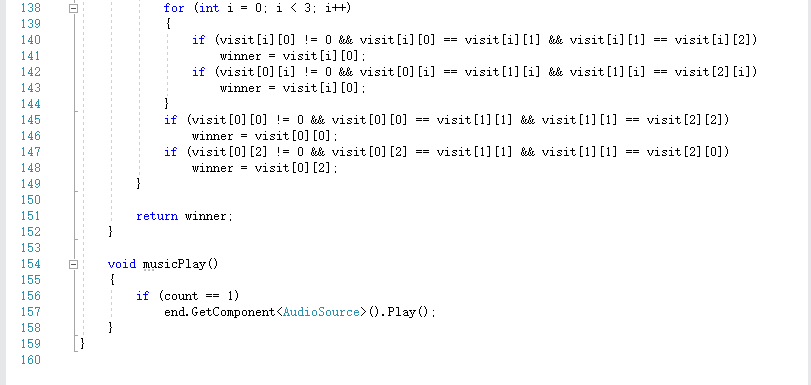 138 for (int i = 0; i < 3; i++)
139 {
140 if (visit[i][0] != 0 && visit[i][0] == visit[i][1] && visit[i][1] == visit[i][2])
141 winner = visit[i][0];
142 if (visit[0][i] != 0 && visit[0][i] == visit[1][i] && visit[1][i] == visit[2][i])
143 winner = visit[i][0];
144 }
145 if (visit[0][0] != 0 && visit[0][0] == visit[1][1] && visit[1][1] == visit[2][2])
146 winner = visit[0][0];
147 if (visit[0][2] != 0 && visit[0][2] == visit[1][1] && visit[1][1] == visit[2][0])
148 winner = visit[0][2];
149 }
150
151 return winner;
152 }
153
154 void musicPlay()
155 {
156 if (count == 1)
157 end.GetComponent<AudioSource>().Play();
158 }
159 }
160